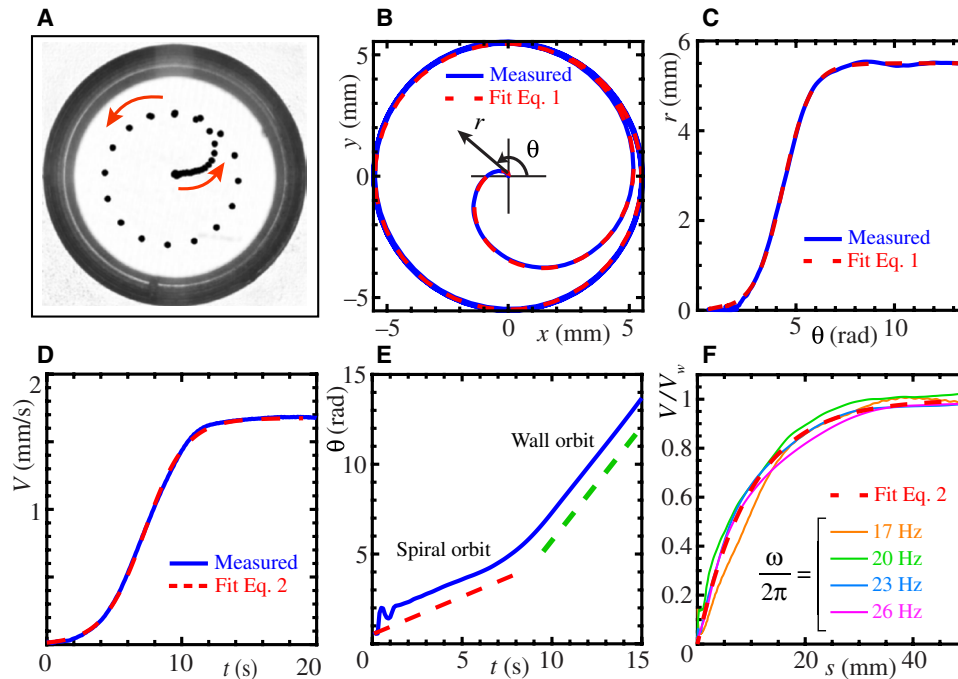 A
B
C
5
0
−5
y (mm)
−5
0
5
x (mm)
Measured
Fit Eq. 1
r
θ
6
4
2
0
r (mm)
5
10
θ (rad)
Measured
Fit Eq. 1
D
E
F
2
1
0
V (mm/s)
0
10
20
t (s)
Measured
Fit Eq. 2
15
10
5
0
θ (rad)
0
5
10
15
t (s)
Spiral orbit
Wall orbit
1.2
1
0.8
0.4
0
V/Vw
0
20
40
s (mm)
Fit Eq. 2
ω
2π
=
17 Hz
20 Hz
23 Hz
26 Hz